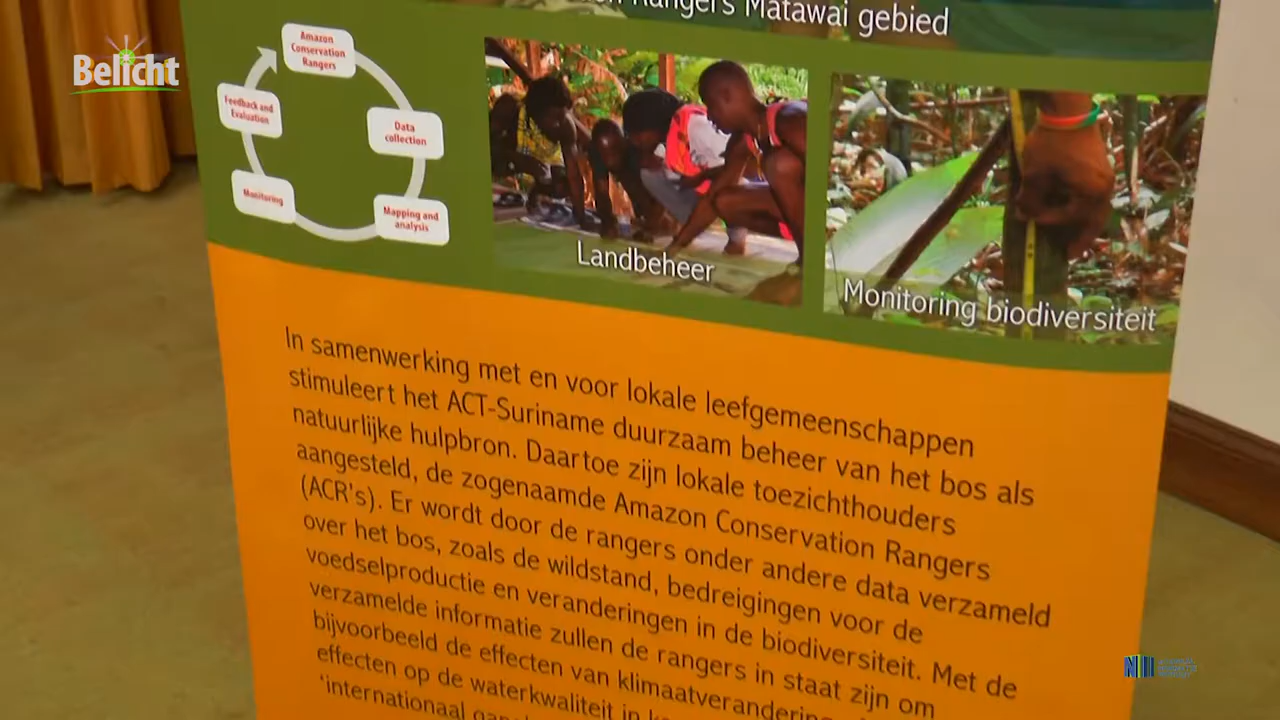 Rangers Matawai gebied
Belicht
Amazon
Conservation
Rangers
Feedback and
Evaluation
Data
collection
Monitoring
Mapping and
analysis
Landbeheer
Monitoring biodiversiteit
In samenwerking met en voor lokale leefgemeenschappen
stimuleert het ACT-Suriname duurzaam beheer van het bos als
natuurlijke hulpbron. Daartoe zijn lokale toezichthouders
aangesteld, de zogenaamde Amazon Conservation Rangers
(ACR's). Er wordt door de rangers onder andere data verzameld
over het bos, zoals de wildstand, bedreigingen voor de
voedselproductie en veranderingen in de biodiversiteit. Met de
verzamelde informatie zullen de rangers in staat zijn om
bijvoorbeeld de effecten van klimaatverandering
effecten op de waterkwaliteit in
'internationaal